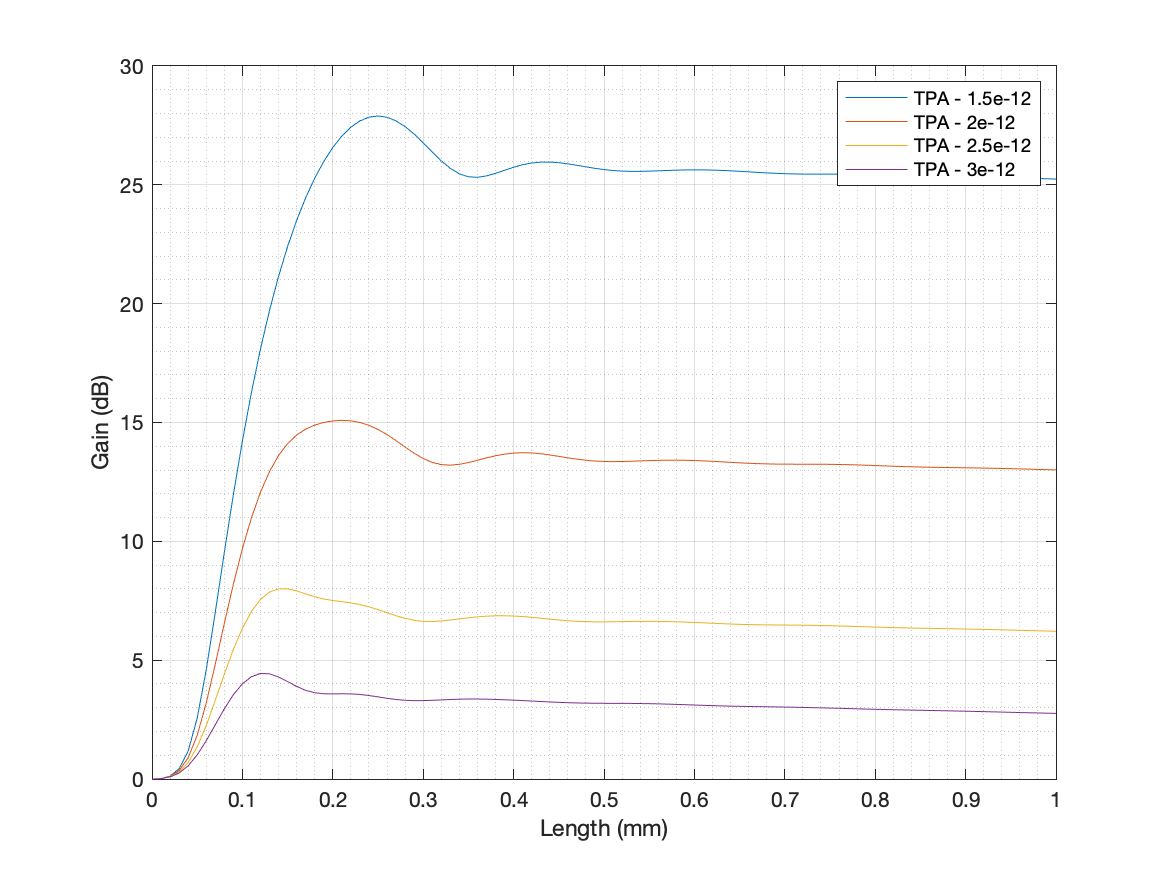 30
25
20
15
10
5
0
Gain (dB)
TPA - 1.5e-12
TPA - 2e-12
TPA - 2.5e-12
TPA - 3e-12
0 0.1 0.2 0.3 0.4 0.5 0.6 0.7 0.8 0.9 1
Length (mm)